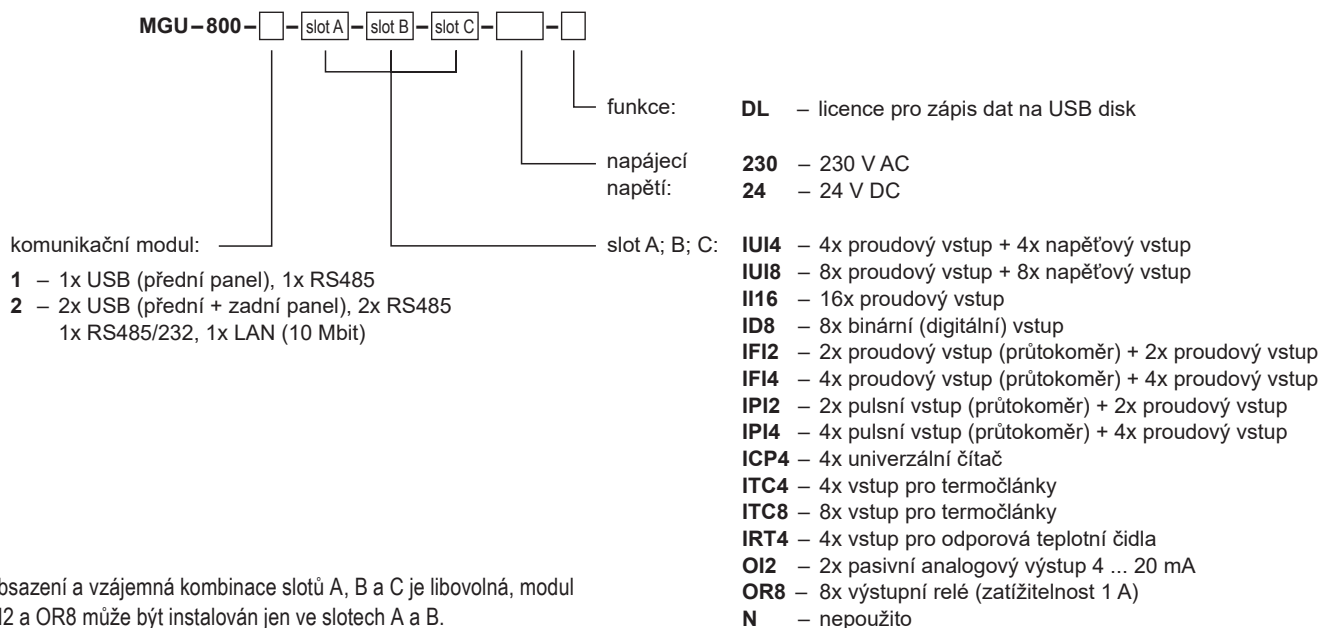 MGU–800– – slot A – slot B – slot C – –
funkce: DL – licence pro zápis dat na USB disk
napájecí
napětí:
230 – 230 V AC
24 – 24 V DC
komunikační modul:
1 – 1x USB (přední panel), 1x RS485
2 – 2x USB (přední + zadní panel), 2x RS485
1x RS485/232, 1x LAN (10 Mbit)
slot A; B; C: IUI4 – 4x proudový vstup + 4x napěťový vstup
IUI8 – 8x proudový vstup + 8x napěťový vstup
II16 – 16x proudový vstup
ID8 – 8x binární (digitální) vstup
IFI2 – 2x proudový vstup (průtokoměr) + 2x proudový vstup
IFI4 – 4x proudový vstup (průtokoměr) + 4x proudový vstup
IPI2 – 2x pulsní vstup (průtokoměr) + 2x proudový vstup
IPI4 – 4x pulsní vstup (průtokoměr) + 4x proudový vstup
ICP4 – 4x univerzální čítač
ITC4 – 4x vstup pro termočlánky
ITC8 – 8x vstup pro termočlánky
IRT4 – 4x vstup pro odporová teplotní čidla
OI2 – 2x pasivní analogový výstup 4 ... 20 mA
OR8 – 8x výstupní relé (zatížitelnost 1 A)
N – nepoužito
bsazení a vzájemná kombinace slotů A, B a C je libovolná, modul
I2 a OR8 může být instalován jen ve slotech A a B.